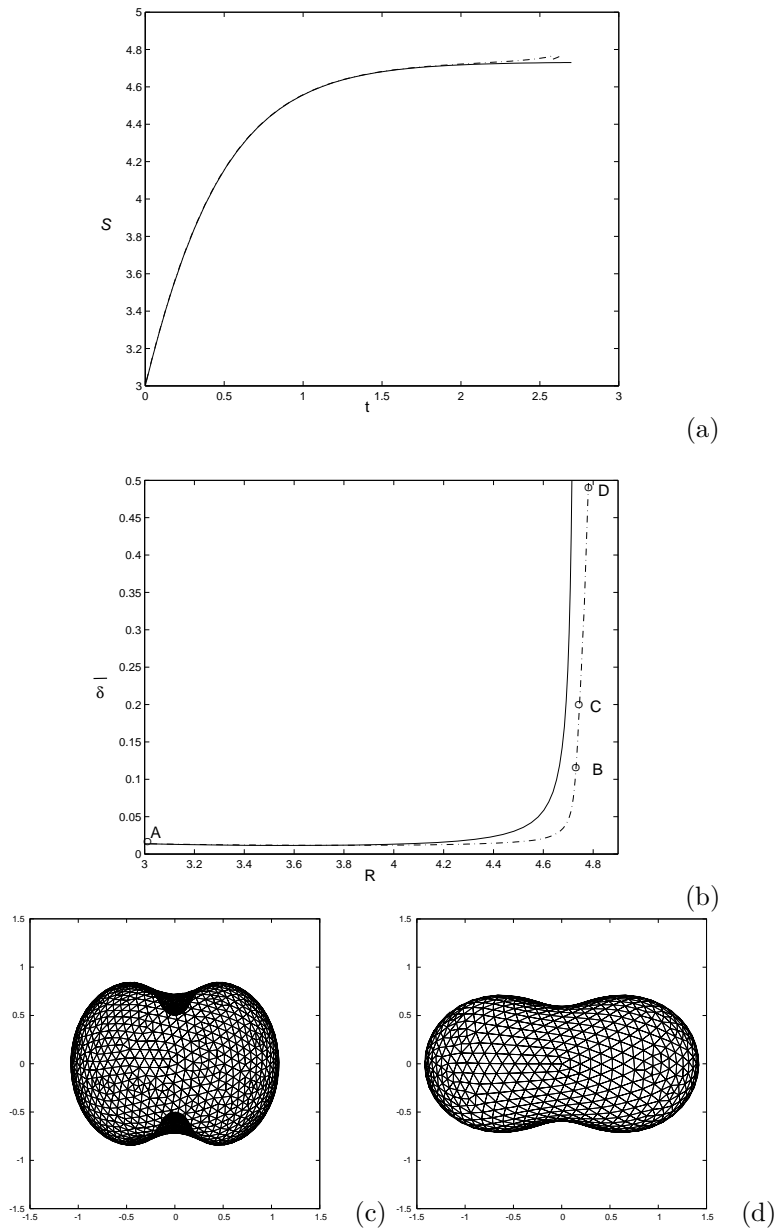 5
4.8
4.6
4.4
4.2
4
S
3.8
3.6
3.4
3.2
3
0 0.5 1 1.5 2 2.5 3
t
(a)
0.5
D
0.45
0.4
0.35
0.3
0.25
δ
0.2
C
0.15
B
0.1
0.05
A
0
3 3.2 3.4 3.6 3.8 4 4.2 4.4 4.6 4.8
R
(b)
1.5 1.5
1 1
0.5 0.5
0 0
-0.5 -0.5
-1 -1
-1.5 -1.5
-1.5 -1 -0.5 0 0.5 1 1.5 (c) -1.5 -1 -0.5 0 0.5 1 1.5 (d)